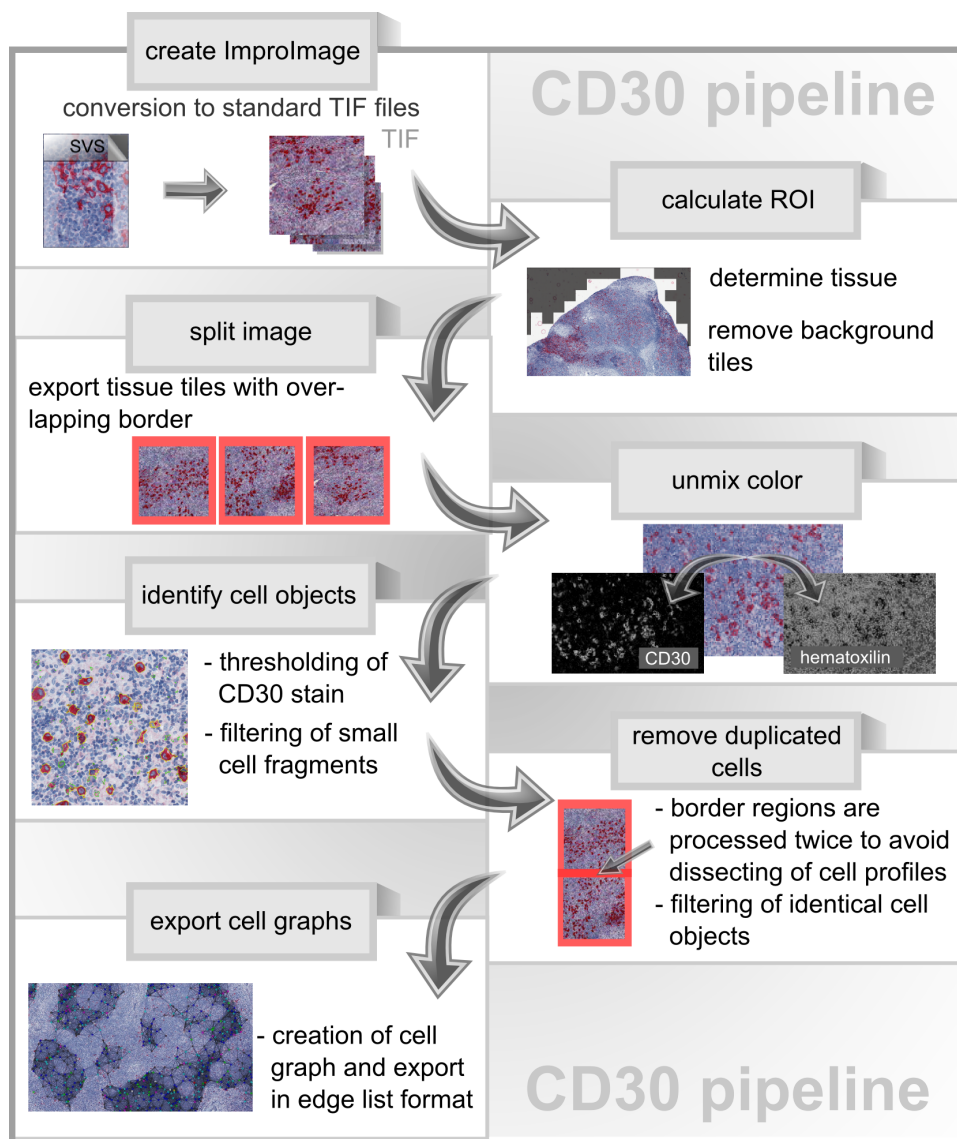 create ImproImage
CD30 pipeline
conversion to standard TIF files
TIF
svs
calculate ROI
determine tissue
remove background
tiles
split image
export tissue tiles with over-
lapping border
unmix color
CD30
hematoxilin
identify cell objects
- thresholding of
CD30 stain
- filtering of small
cell fragments
remove duplicated
cells
- border regions are
processed twice to avoid
dissecting of cell profiles
- filtering of identical cell
objects
export cell graphs
- creation of cell
graph and export
in edge list format
CD30 pipeline